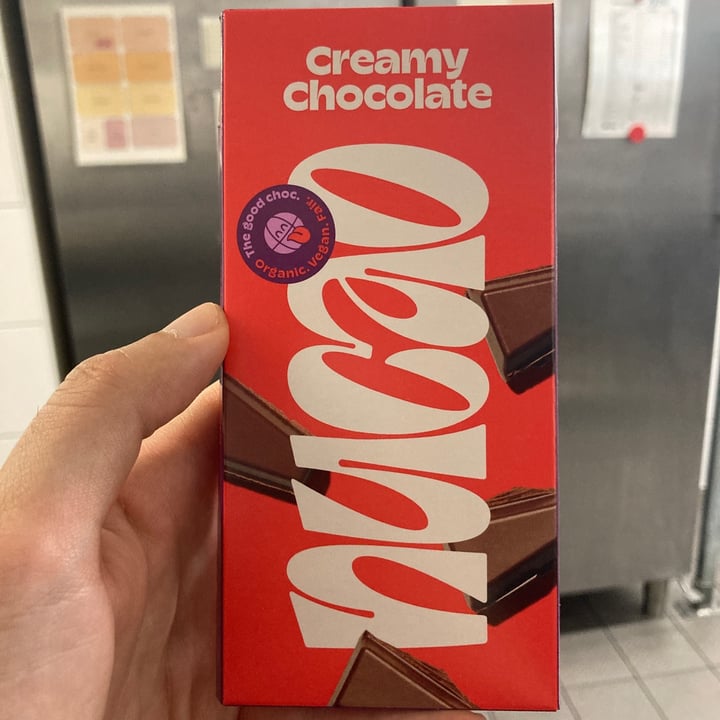 Creamy
Chocolate
nucao
The good choc.
Organic. Vegan. Fair.